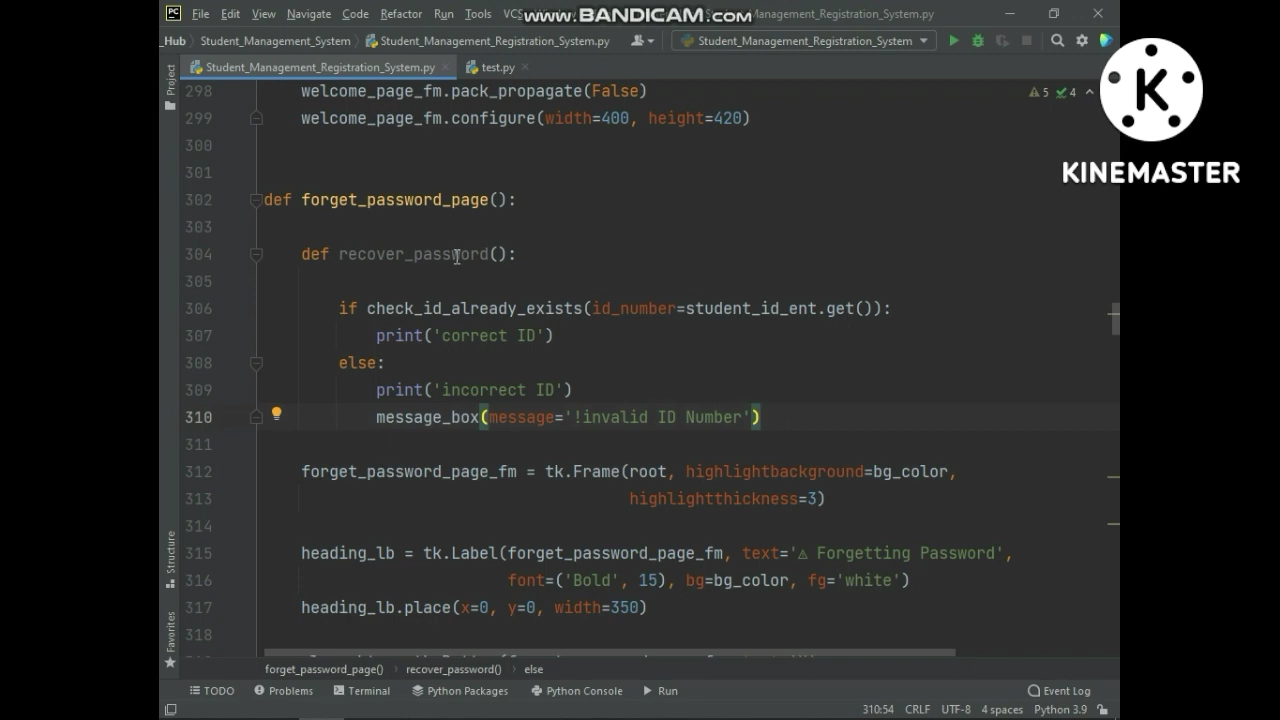 File Edit View Navigate Code Refactor Run Tools VCS www.BANDICAM.com _Management_Registration_System.py
_Hub Student_Management_System Student_Management_Registration_System.py Student_Management_Registration_System
Student_Management_Registration_System.py test.py
Project
298 welcome_page_fm.pack_propagate(False) 5 4
299 welcome_page_fm.configure(width=400, height=420)
300
301
302 def forget_password_page():
303
304 def recover_password():
305
306 if check_id_already_exists(id_number=student_id_ent.get()):
307 print('correct ID')
308 else:
309 print('incorrect ID')
310 message_box(message='!invalid ID Number')
311
312 forget_password_page_fm = tk.Frame(root, highlightbackground=bg_color,
313 highlightthickness=3)
314
315 heading_lb = tk.Label(forget_password_page_fm, text='⚠ Forgetting Password',
316 font=('Bold', 15), bg=bg_color, fg='white')
317 heading_lb.place(x=0, y=0, width=350)
318
Structure
Favorites
forget_password_page() recover_password() else
TODO Problems Terminal Python Packages Python Console Run Event Log
310:54 CRLF UTF-8 4 spaces Python 3.9
K
KINEMASTER